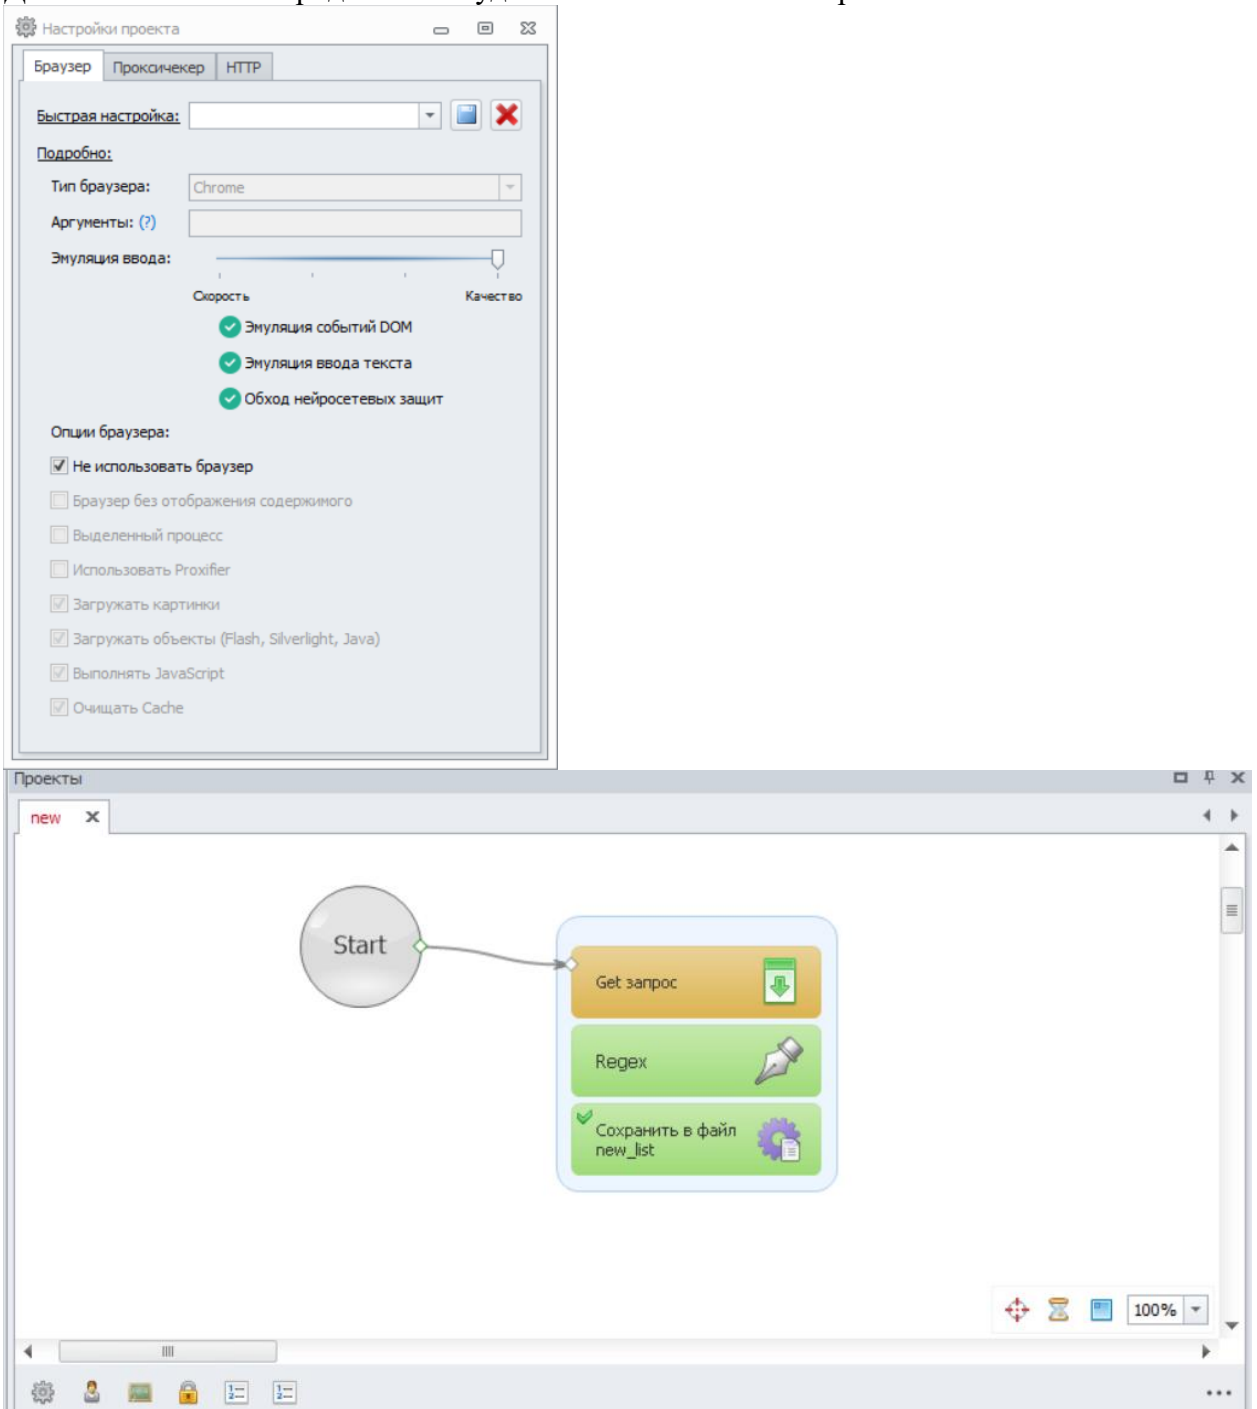 Настройки проекта
Браузер Проксичекер HTTP
Быстрая настройка:
Подробно:
Тип браузера: Chrome
Аргументы: (?)
Эмуляция ввода:
Скорость Качество
Эмуляция событий DOM
Эмуляция ввода текста
Обход нейросетевых защит
Опции браузера:
Не использовать браузер
Браузер без отображения содержимого
Выделенный процесс
Использовать Proxifier
Загружать картинки
Загружать объекты (Flash, Silverlight, Java)
Выполнять JavaScript
Очищать Cache
Проекты
new
Start
Get запрос
Regex
Сохранить в файл
new_list
100%